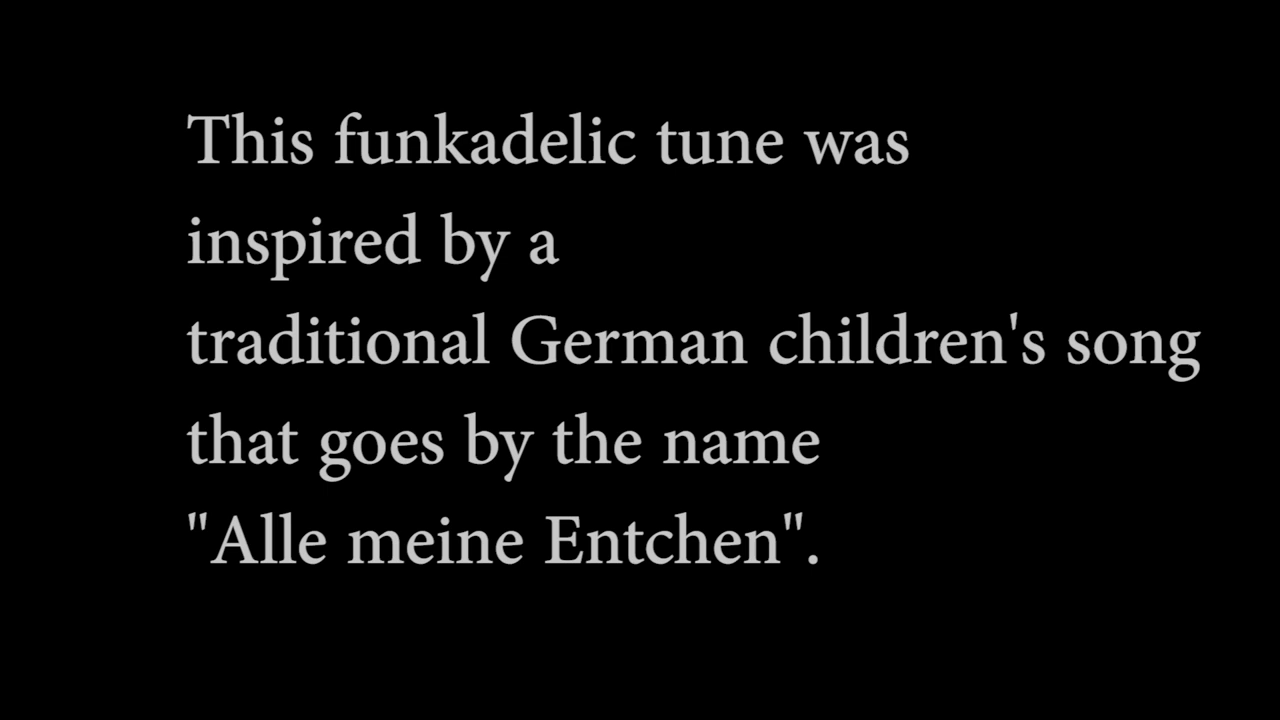 This funkadelic tune was
inspired by a
traditional German children's song
that goes by the name
"Alle meine Entchen".